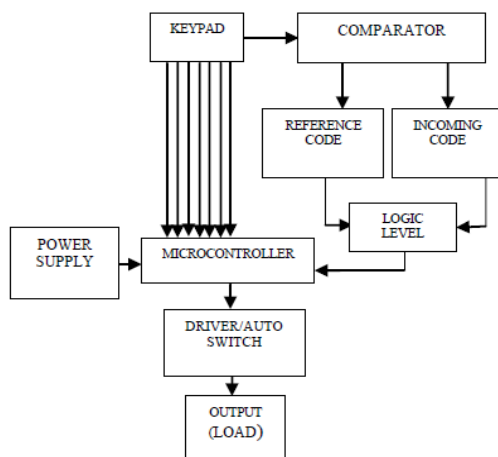 KEYPAD
COMPARATOR
REFERENCE
CODE
INCOMING
CODE
LOGIC
LEVEL
POWER
SUPPLY
MICROCONTROLLER
DRIVER/AUTO
SWITCH
OUTPUT
(LOAD)